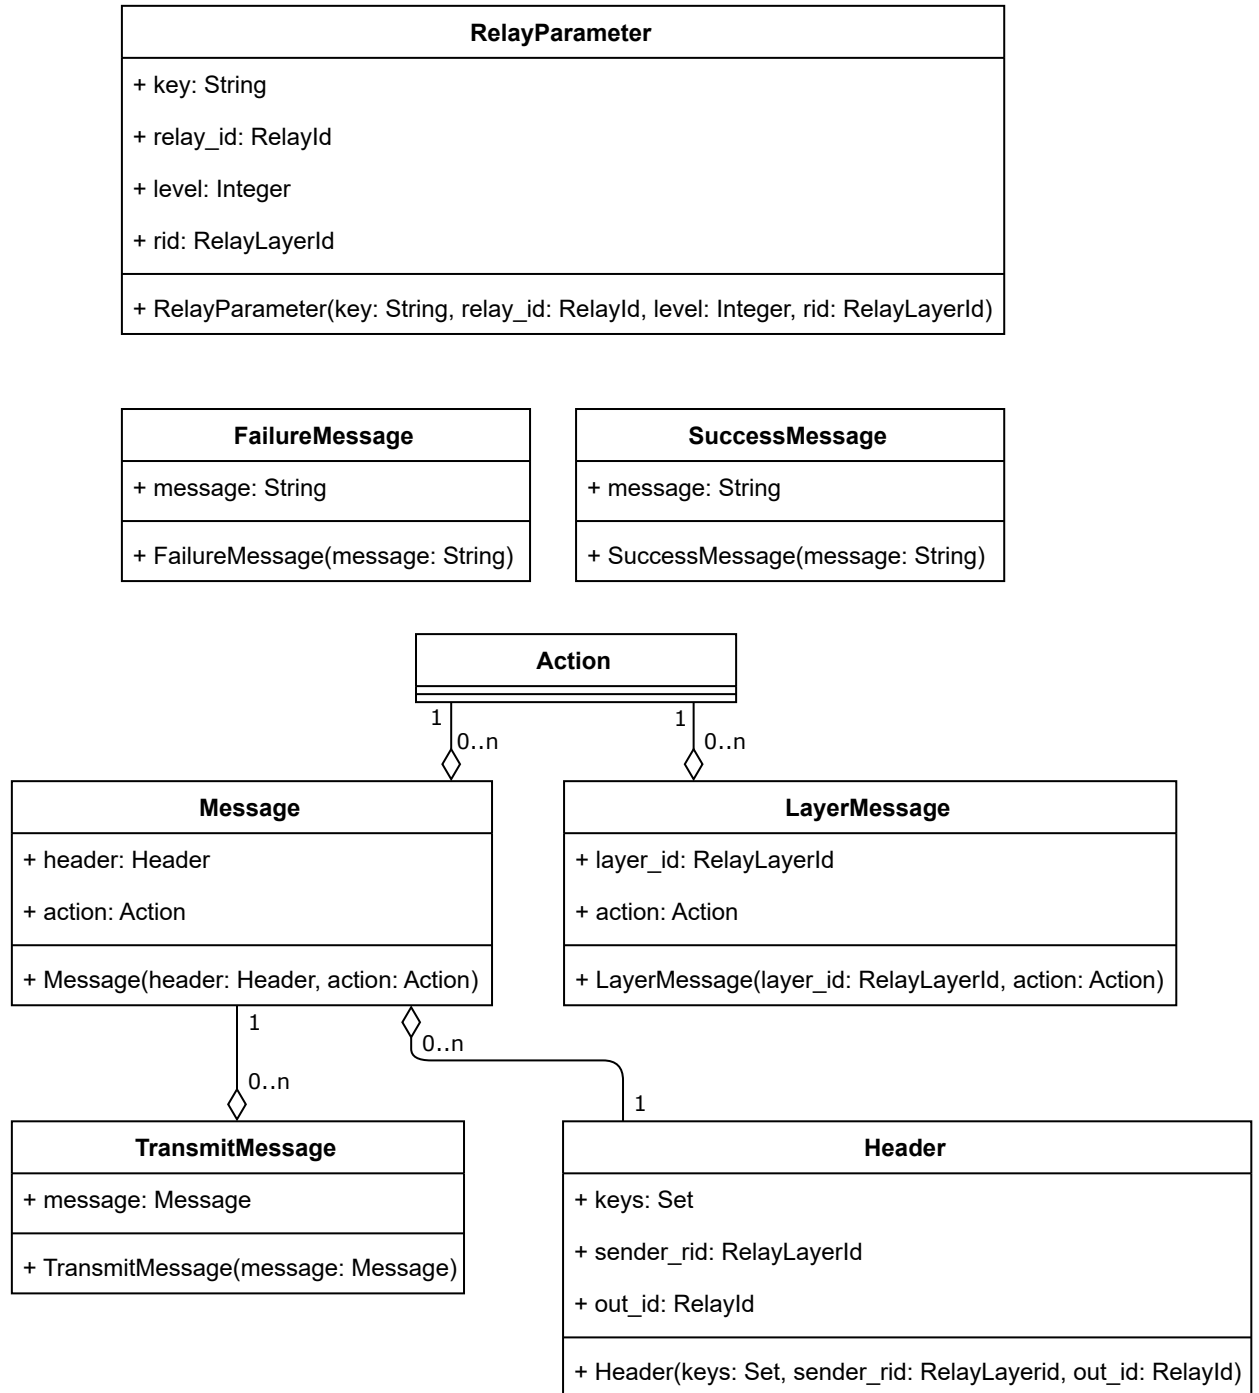 RelayParameter
+ key: String
+ relay_id: RelayId
+ level: Integer
+ rid: RelayLayerId
+ RelayParameter(key: String, relay_id: RelayId, level: Integer, rid: RelayLayerId)
FailureMessage
+ message: String
+ FailureMessage(message: String)
SuccessMessage
+ message: String
+ SuccessMessage(message: String)
Action
1
0..n
1
0..n
Message
+ header: Header
+ action: Action
+ Message(header: Header, action: Action)
LayerMessage
+ layer_id: RelayLayerId
+ action: Action
+ LayerMessage(layer_id: RelayLayerId, action: Action)
1
0..n
0..n
1
TransmitMessage
+ message: Message
+ TransmitMessage(message: Message)
Header
+ keys: Set
+ sender_rid: RelayLayerId
+ out_id: RelayId
+ Header(keys: Set, sender_rid: RelayLayerid, out_id: RelayId)